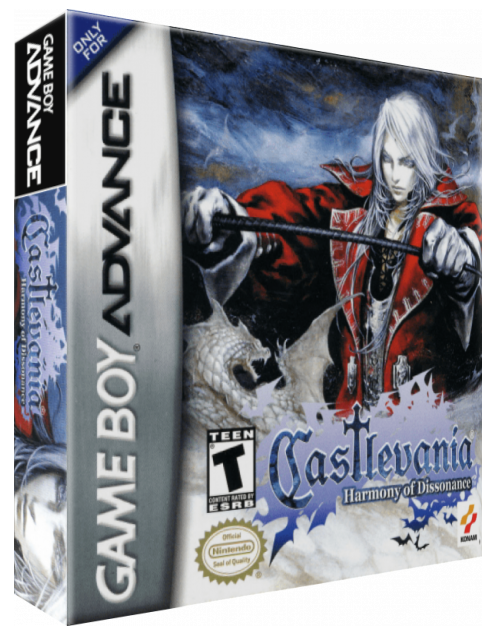 GAME BOY
ADVANCE
Castlevania
Harmony of Dissonance
ONLY
FOR
GAME BOY ADVANCE
TEEN
T
CONTENT RATED BY
ESRB
Official
Nintendo
Seal of Quality
Castlevania
Harmony of Dissonance
KONAMI